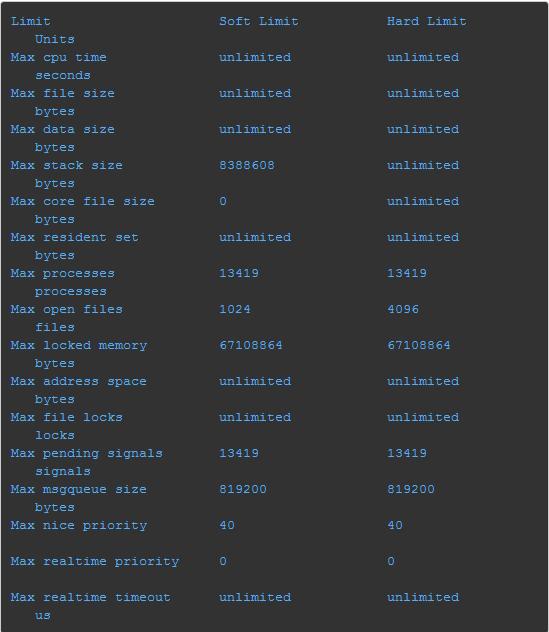 Limit                     Soft Limit           Hard Limit
   Units
Max cpu time              unlimited            unlimited
   seconds
Max file size             unlimited            unlimited
   bytes
Max data size             unlimited            unlimited
   bytes
Max stack size            8388608              unlimited
   bytes
Max core file size        0                    unlimited
   bytes
Max resident set          unlimited            unlimited
   bytes
Max processes             13419                13419
   processes
Max open files            1024                 4096
   files
Max locked memory         67108864             67108864
   bytes
Max address space         unlimited            unlimited
   bytes
Max file locks            unlimited            unlimited
   locks
Max pending signals       13419                13419
   signals
Max msgqueue size         819200               819200
   bytes
Max nice priority         40                   40
Max realtime priority     0                    0
Max realtime timeout      unlimited            unlimited
   us